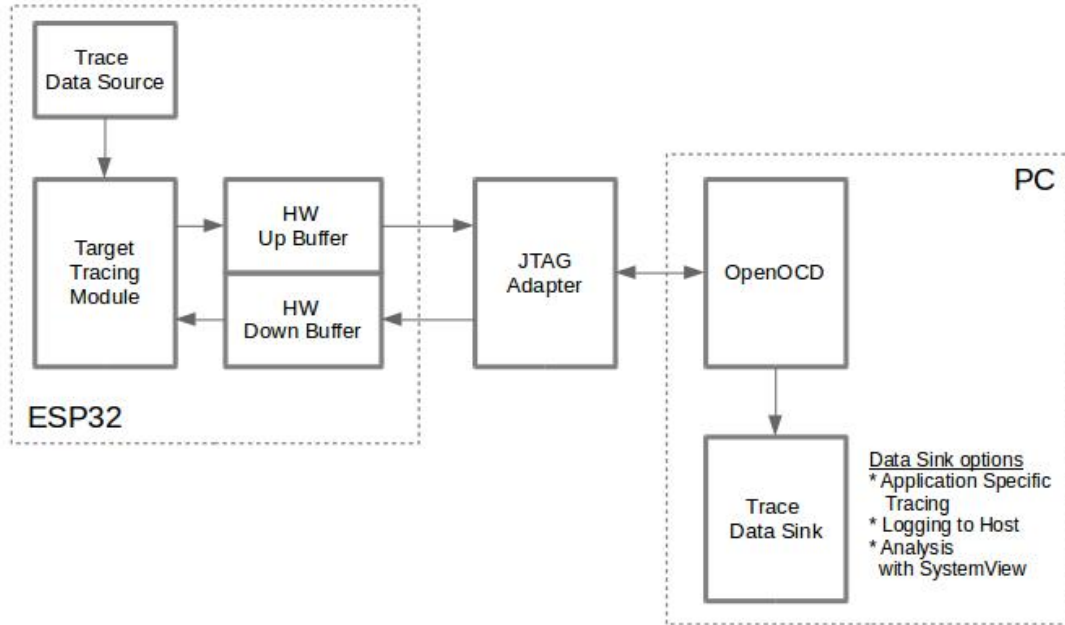 Trace
Data Source
Target
Tracing
Module
HW
Up Buffer
HW
Down Buffer
ESP32
JTAG
Adapter
PC
OpenOCD
Trace
Data Sink
Data Sink options
* Application Specific
Tracing
* Logging to Host
* Analysis
with SystemView